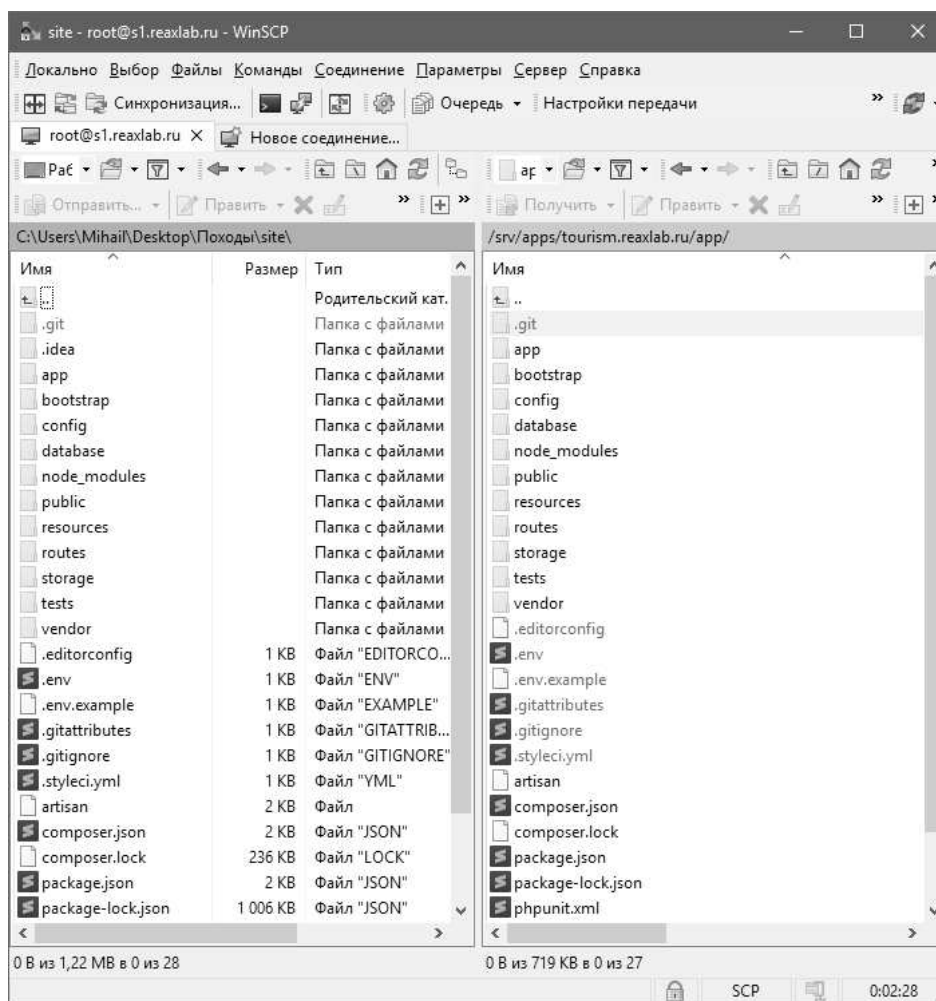 site - root@s1.reaxlab.ru - WinSCP
Локально Выбор Файлы Команды Соединение Параметры Сервер Справка
Синхронизация... Очередь Настройки передачи
root@s1.reaxlab.ru Новое соединение...
Раб ар
Отправить... Править Получить Править
C:\Users\Mihail\Desktop\Походы\site\ /srv/apps/tourism.reaxlab.ru/app/
Имя Размер Тип Имя
.. Родительский кат. ..
.git Папка с файлами .git
.idea Папка с файлами app
app Папка с файлами bootstrap
bootstrap Папка с файлами config
config Папка с файлами database
database Папка с файлами node_modules
node_modules Папка с файлами public
public Папка с файлами resources
resources Папка с файлами routes
routes Папка с файлами storage
storage Папка с файлами tests
tests Папка с файлами vendor
vendor Папка с файлами .editorconfig
.editorconfig 1 KB Файл "EDITORCO... .env
.env 1 KB Файл "ENV" .env.example
.env.example 1 KB Файл "EXAMPLE" .gitattributes
.gitattributes 1 KB Файл "GITATTRIB... .gitignore
.gitignore 1 KB Файл "GITIGNORE" .styleci.yml
.styleci.yml 1 KB Файл "YML" artisan
artisan 2 KB Файл composer.json
composer.json 2 KB Файл "JSON" composer.lock
composer.lock 236 KB Файл "LOCK" package.json
package.json 2 KB Файл "JSON" package-lock.json
package-lock.json 1 006 KB Файл "JSON" phpunit.xml
0 B из 1,22 MB в 0 из 28 0 B из 719 KB в 0 из 27
SCP 0:02:28